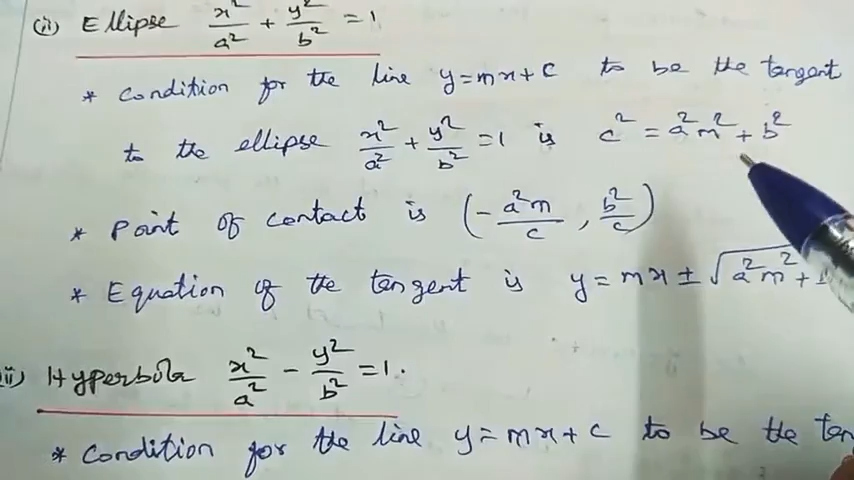 (ii) Ellipse x²/a² + y²/b² = 1
* Condition for the line y=mx+c to be the tangent
to the ellipse x²/a² + y²/b² = 1 is c² = a²m² + b²
* Point of contact is (-a²m/c, b²/c)
* Equation of the tangent is y = mx ± √a²m² +
Hyperbola x²/a² - y²/b² = 1.
* Condition for the line y = mx + c to be the ten